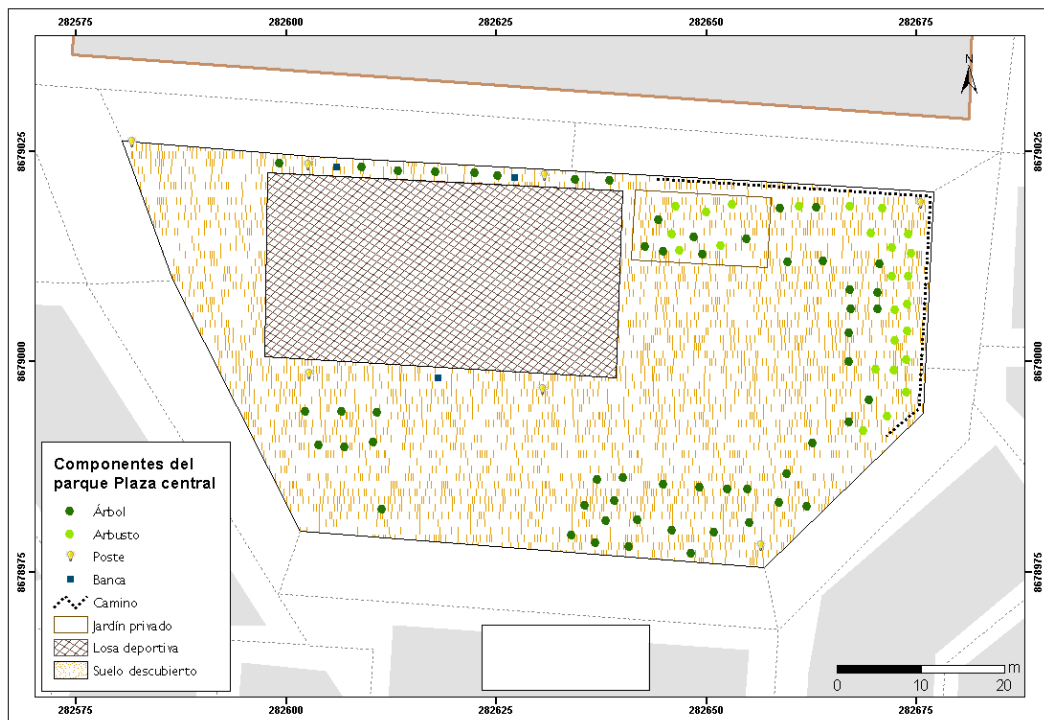 282575 282600 282625 282650 282675
N
8679025 8679025
8679000 8679000
8678975 8678975
Componentes del
parque Plaza central
Árbol
Arbusto
Poste
Banca
Camino
Jardín privado
Losa deportiva
Suelo descubierto
m
0 10 20
282575 282600 282625 282650 282675